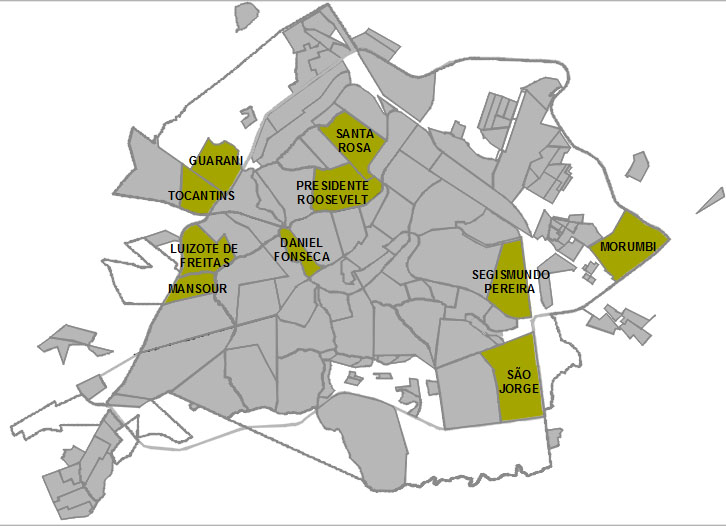 SANTA
ROSA
GUARANI
PRESIDENTE
ROOSEVELT
TOCANTINS
LUIZOTE DE
FREITAS
DANIEL
FONSECA
MORUMBI
SEGISMUNDO
PEREIRA
MANSOUR
SÃO
JORGE